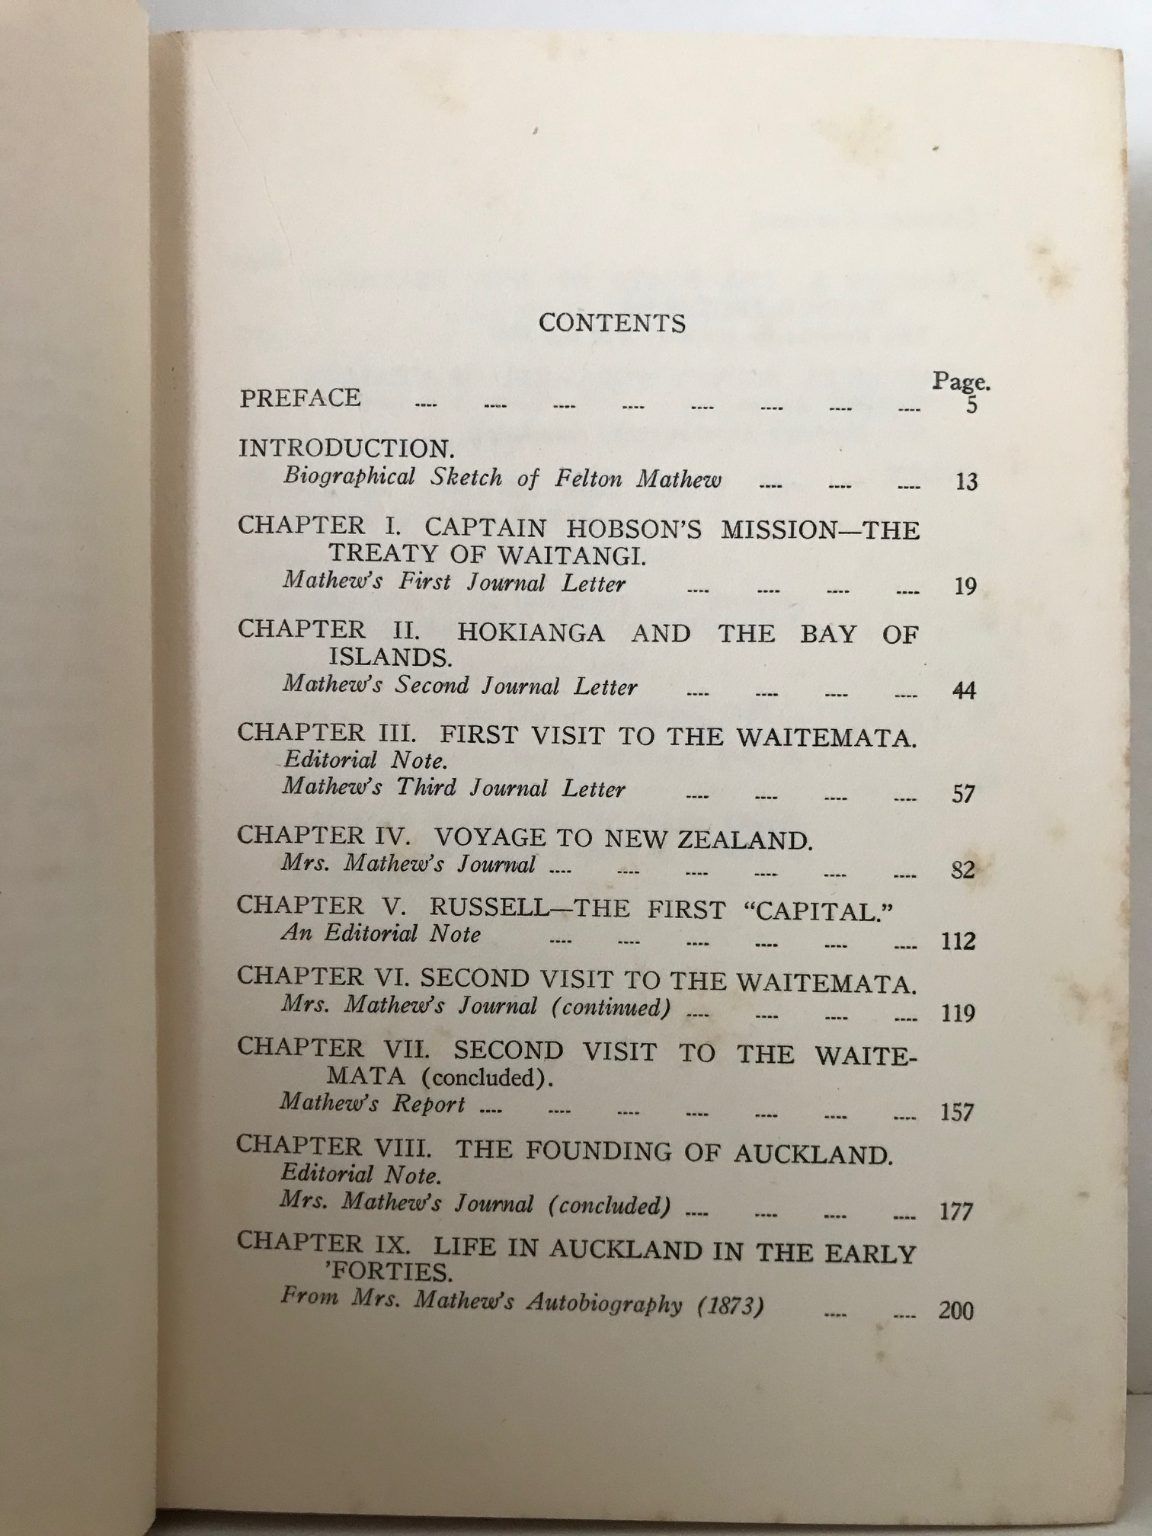 CONTENTS
Page.
PREFACE .... .... .... .... .... .... .... .... 5
INTRODUCTION.
Biographical Sketch of Felton Mathew .... .... .... 13
CHAPTER I. CAPTAIN HOBSON'S MISSION—THE
TREATY OF WAITANGI.
Mathew's First Journal Letter .... .... .... .... 19
CHAPTER II. HOKIANGA AND THE BAY OF
ISLANDS.
Mathew's Second Journal Letter .... .... .... .... 44
CHAPTER III. FIRST VISIT TO THE WAITEMATA.
Editorial Note.
Mathew's Third Journal Letter .... .... .... .... 57
CHAPTER IV. VOYAGE TO NEW ZEALAND.
Mrs. Mathew's Journal .... .... .... .... .... .... 82
CHAPTER V. RUSSELL—THE FIRST “CAPITAL.”
An Editorial Note .... .... .... .... .... .... 112
CHAPTER VI. SECOND VISIT TO THE WAITEMATA.
Mrs. Mathew's Journal (continued) .... .... .... .... 119
CHAPTER VII. SECOND VISIT TO THE WAITE-
MATA (concluded).
Mathew's Report .... .... .... .... .... .... .... 157
CHAPTER VIII. THE FOUNDING OF AUCKLAND.
Editorial Note.
Mrs. Mathew's Journal (concluded) .... .... .... .... 177
CHAPTER IX. LIFE IN AUCKLAND IN THE EARLY
'FORTIES.
From Mrs. Mathew's Autobiography (1873) .... .... 200